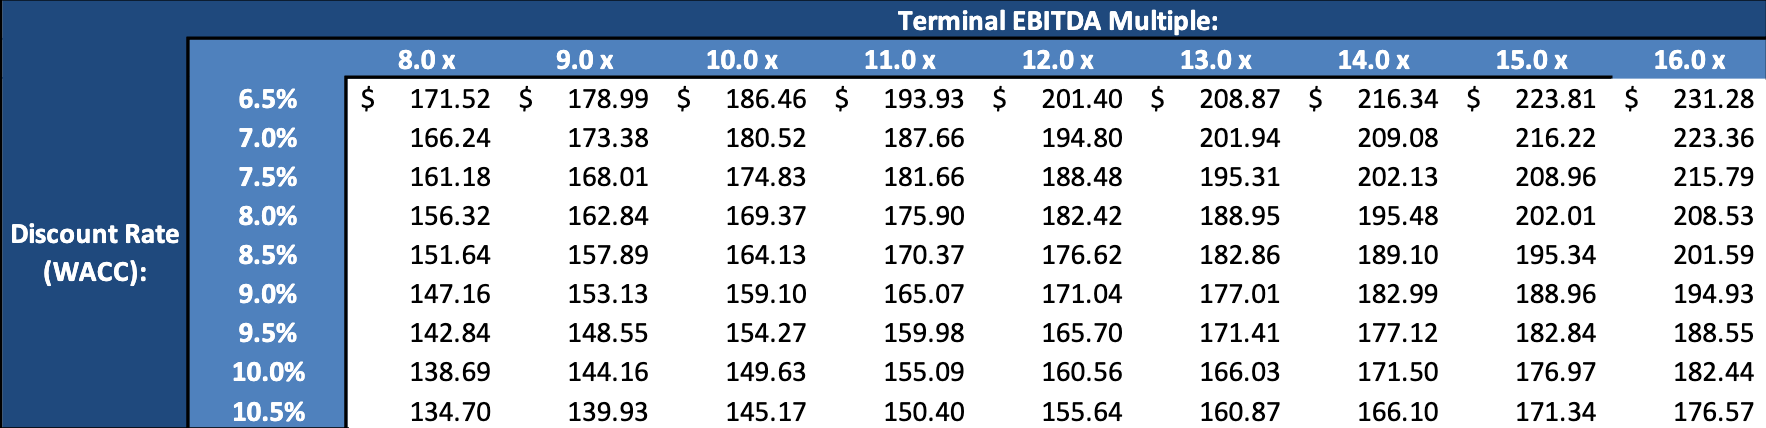 Terminal EBITDA Multiple:
8.0 x 9.0 x 10.0 x 11.0 x 12.0 x 13.0 x 14.0 x 15.0 x 16.0 x
6.5% $ 171.52 $ 178.99 $ 186.46 $ 193.93 $ 201.40 $ 208.87 $ 216.34 $ 223.81 $ 231.28
7.0% 166.24 173.38 180.52 187.66 194.80 201.94 209.08 216.22 223.36
7.5% 161.18 168.01 174.83 181.66 188.48 195.31 202.13 208.96 215.79
8.0% 156.32 162.84 169.37 175.90 182.42 188.95 195.48 202.01 208.53
Discount Rate
(WACC):
8.5% 151.64 157.89 164.13 170.37 176.62 182.86 189.10 195.34 201.59
9.0% 147.16 153.13 159.10 165.07 171.04 177.01 182.99 188.96 194.93
9.5% 142.84 148.55 154.27 159.98 165.70 171.41 177.12 182.84 188.55
10.0% 138.69 144.16 149.63 155.09 160.56 166.03 171.50 176.97 182.44
10.5% 134.70 139.93 145.17 150.40 155.64 160.87 166.10 171.34 176.57